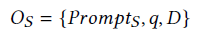 O_S = {Prompt_S, q, D}